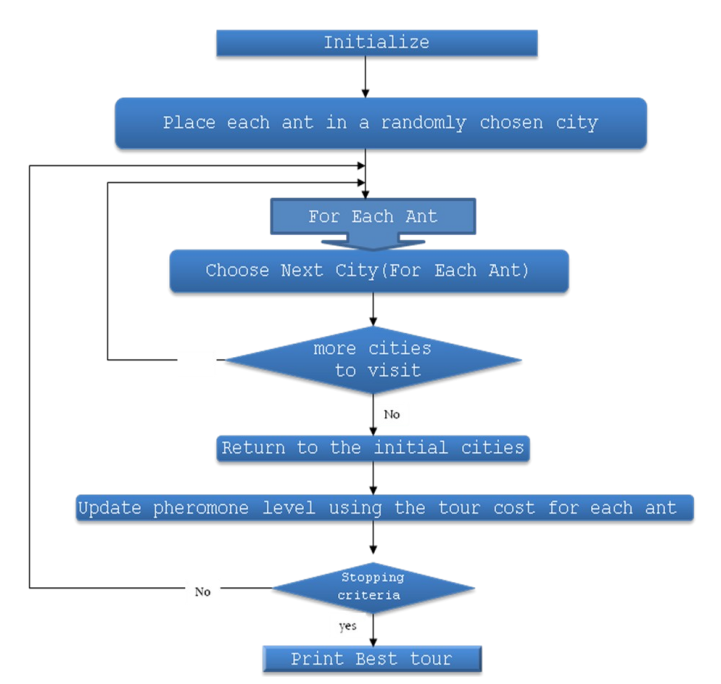 Initialize
Place each ant in a randomly chosen city
For Each Ant
Choose Next City(For Each Ant)
more cities
to visit
No
Return to the initial cities
Update pheromone level using the tour cost for each ant
Stopping
criteria
No
yes
Print Best tour